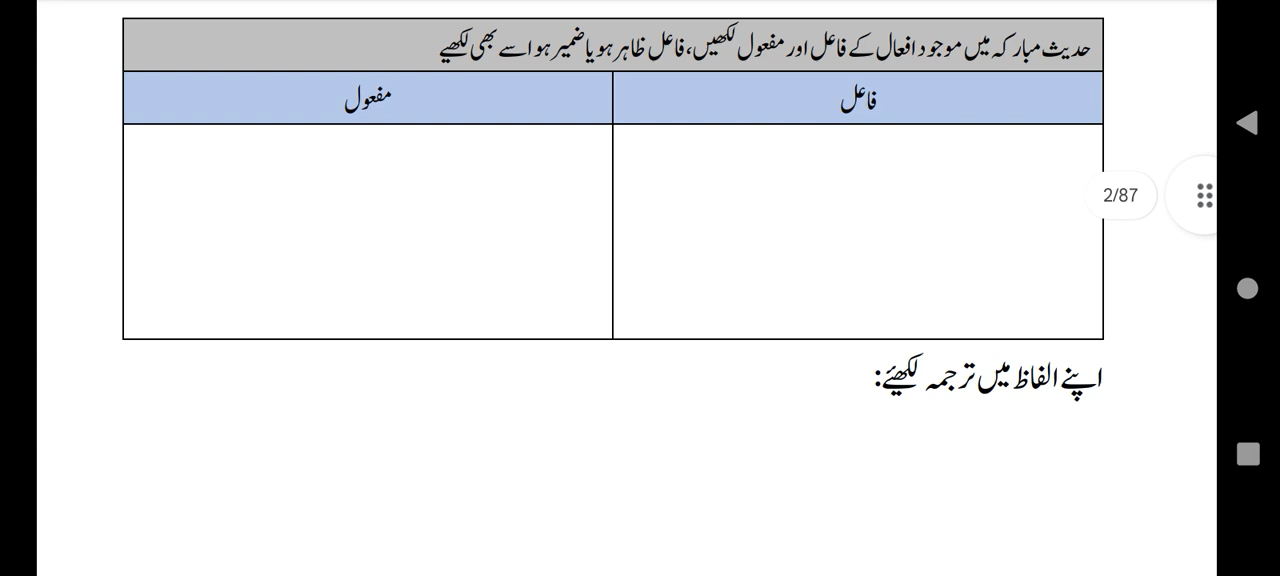 حدیث مبارکہ میں موجود افعال کے فاعل اور مفعول لکھیں، فاعل ظاہر ہو یا ضمیر ہو اسے بھی لکھیے
فاعل
مفعول
2/87
اپنے الفاظ میں ترجمہ لکھیئے: